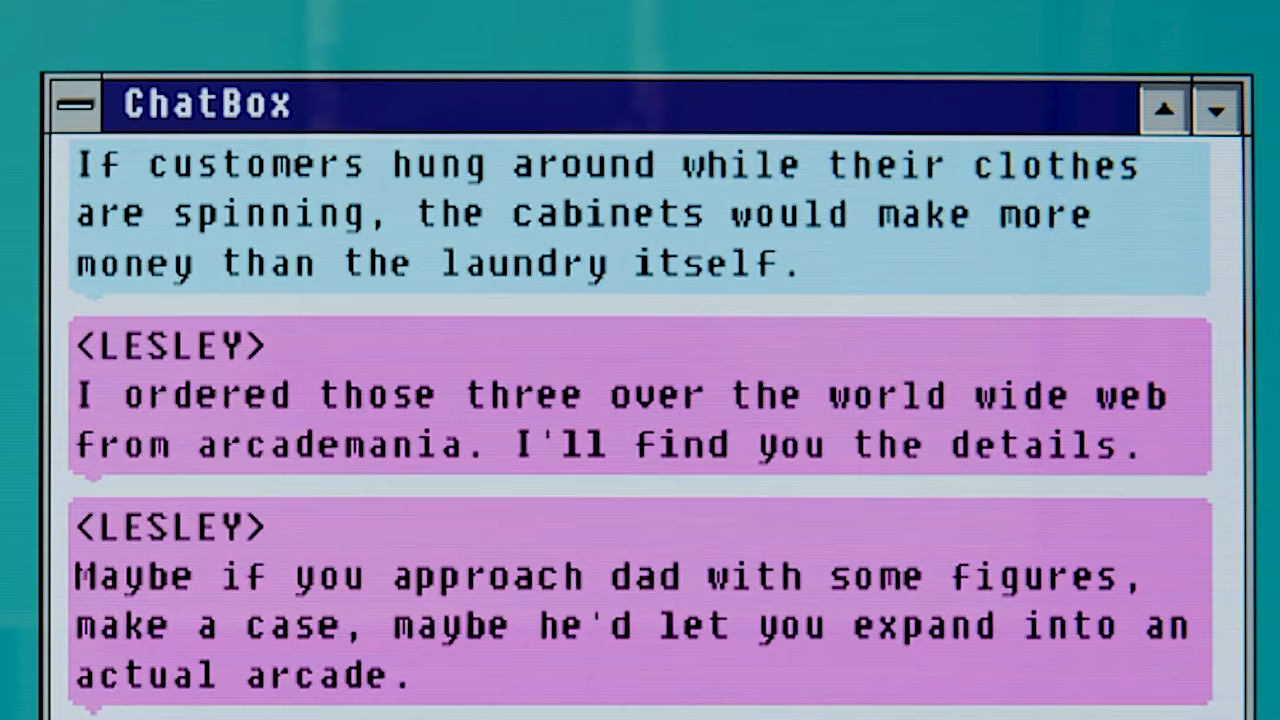 ChatBox
If customers hung around while their clothes
are spinning, the cabinets would make more
money than the laundry itself.
<LESLEY>
I ordered those three over the world wide web
from arcademania. I'll find you the details.
<LESLEY>
Maybe if you approach dad with some figures,
make a case, maybe he'd let you expand into an
actual arcade.